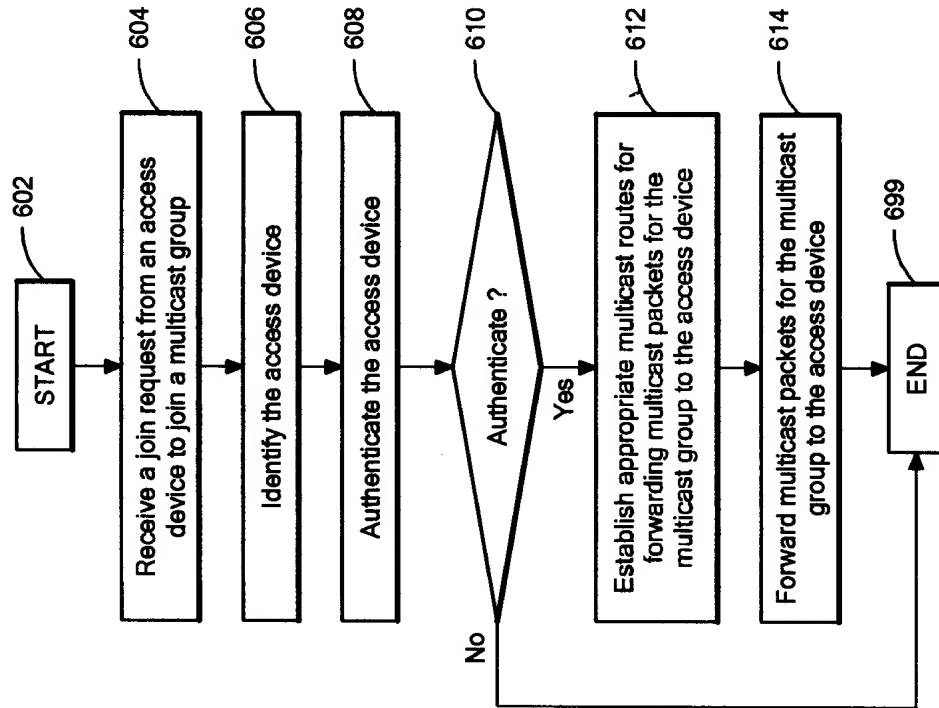 START
602
Receive a join request from an access
device to join a multicast group
604
Identify the access device
606
Authenticate the access device
608
Authenticate ?
610
No
Yes
Establish appropriate multicast routes for
forwarding multicast packets for the
multicast group to the access device
612
Forward multicast packets for the multicast
group to the access device
614
END
699